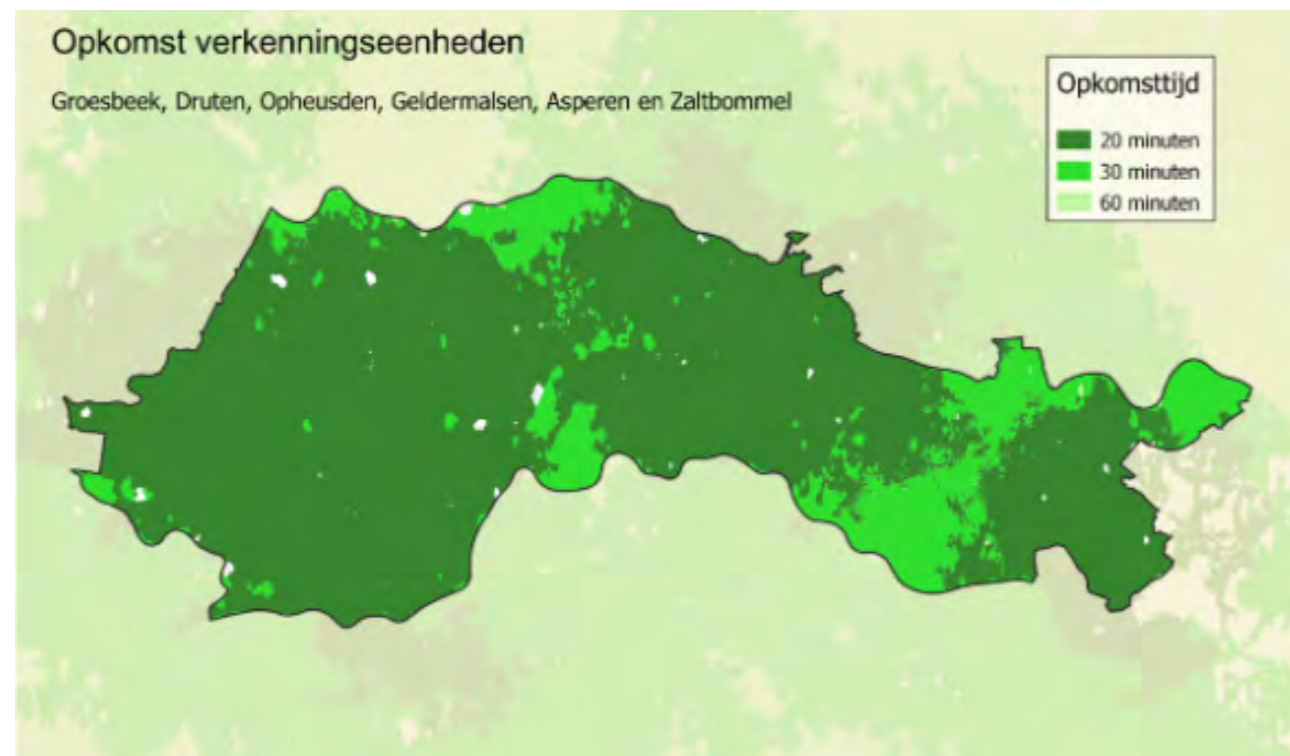 Opkomst verkenningseenheden
Groesbeek, Druten, Opheusden, Geldermalsen, Asperen en Zaltbommel
Opkomsttijd
20 minuten
30 minuten
60 minuten